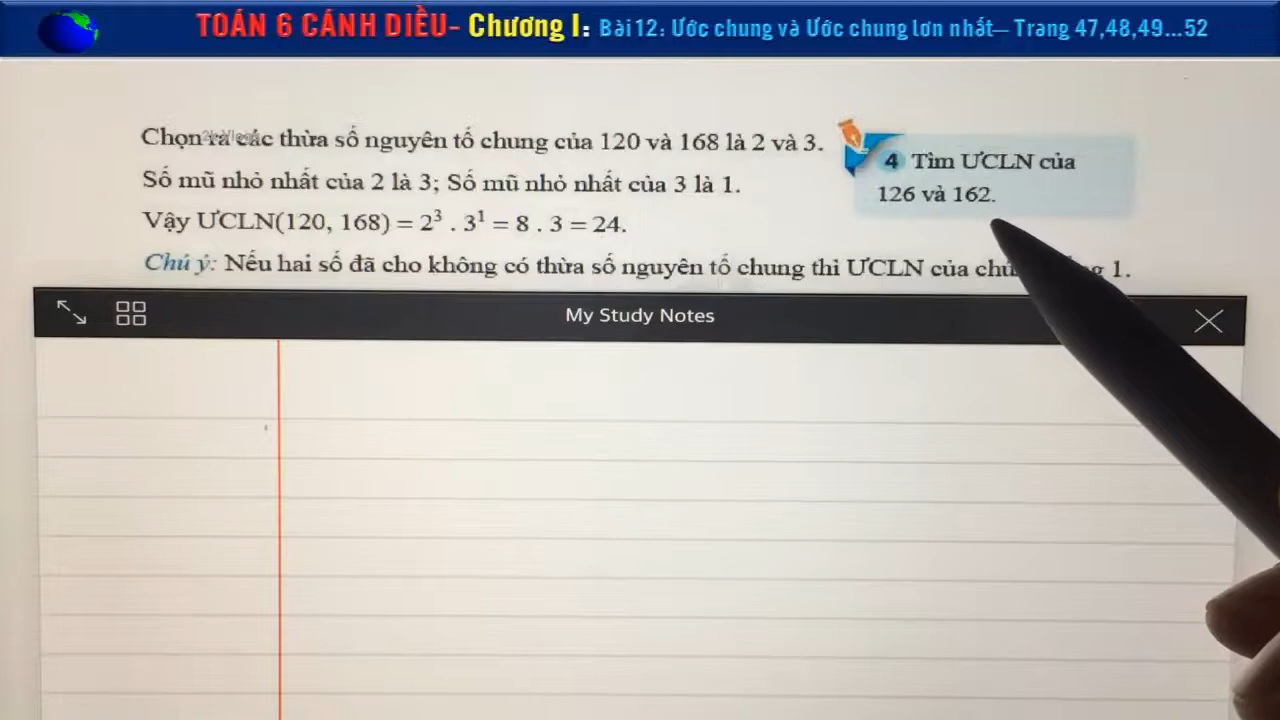 TOÁN 6 CÁNH DIỀU- Chương I: Bài 12: Ước chung và Ước chung lớn nhất– Trang 47,48,49...52
Chọn ra các thừa số nguyên tố chung của 120 và 168 là 2 và 3.
Số mũ nhỏ nhất của 2 là 3; Số mũ nhỏ nhất của 3 là 1.
Vậy ƯCLN(120, 168) = 2³ . 3¹ = 8 . 3 = 24.
Chú ý: Nếu hai số đã cho không có thừa số nguyên tố chung thì ƯCLN của 1.
4 Tìm ƯCLN của
126 và 162.
My Study Notes